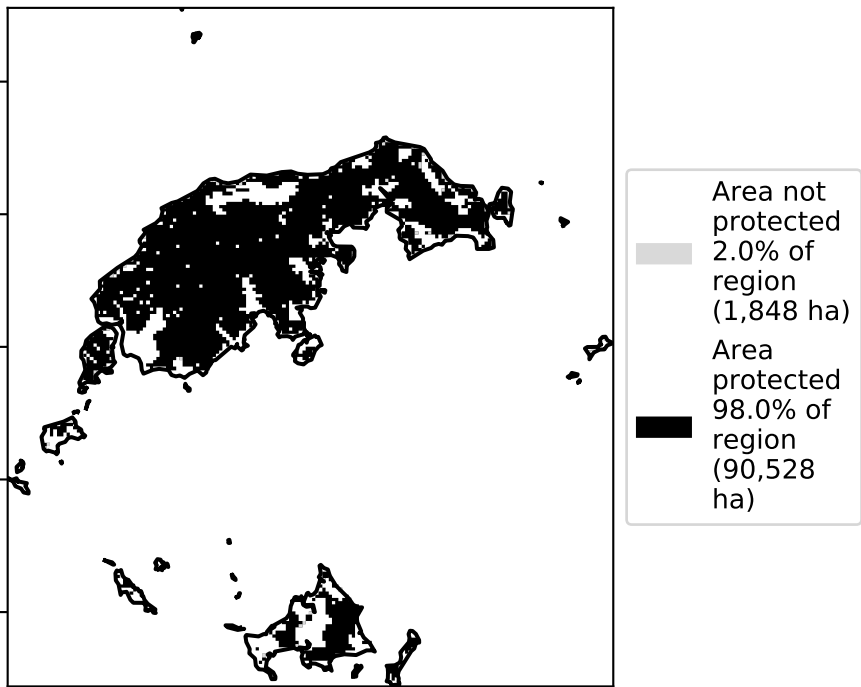 Area not
protected
2.0% of
region
(1,848 ha)
Area
protected
98.0% of
region
(90,528
ha)